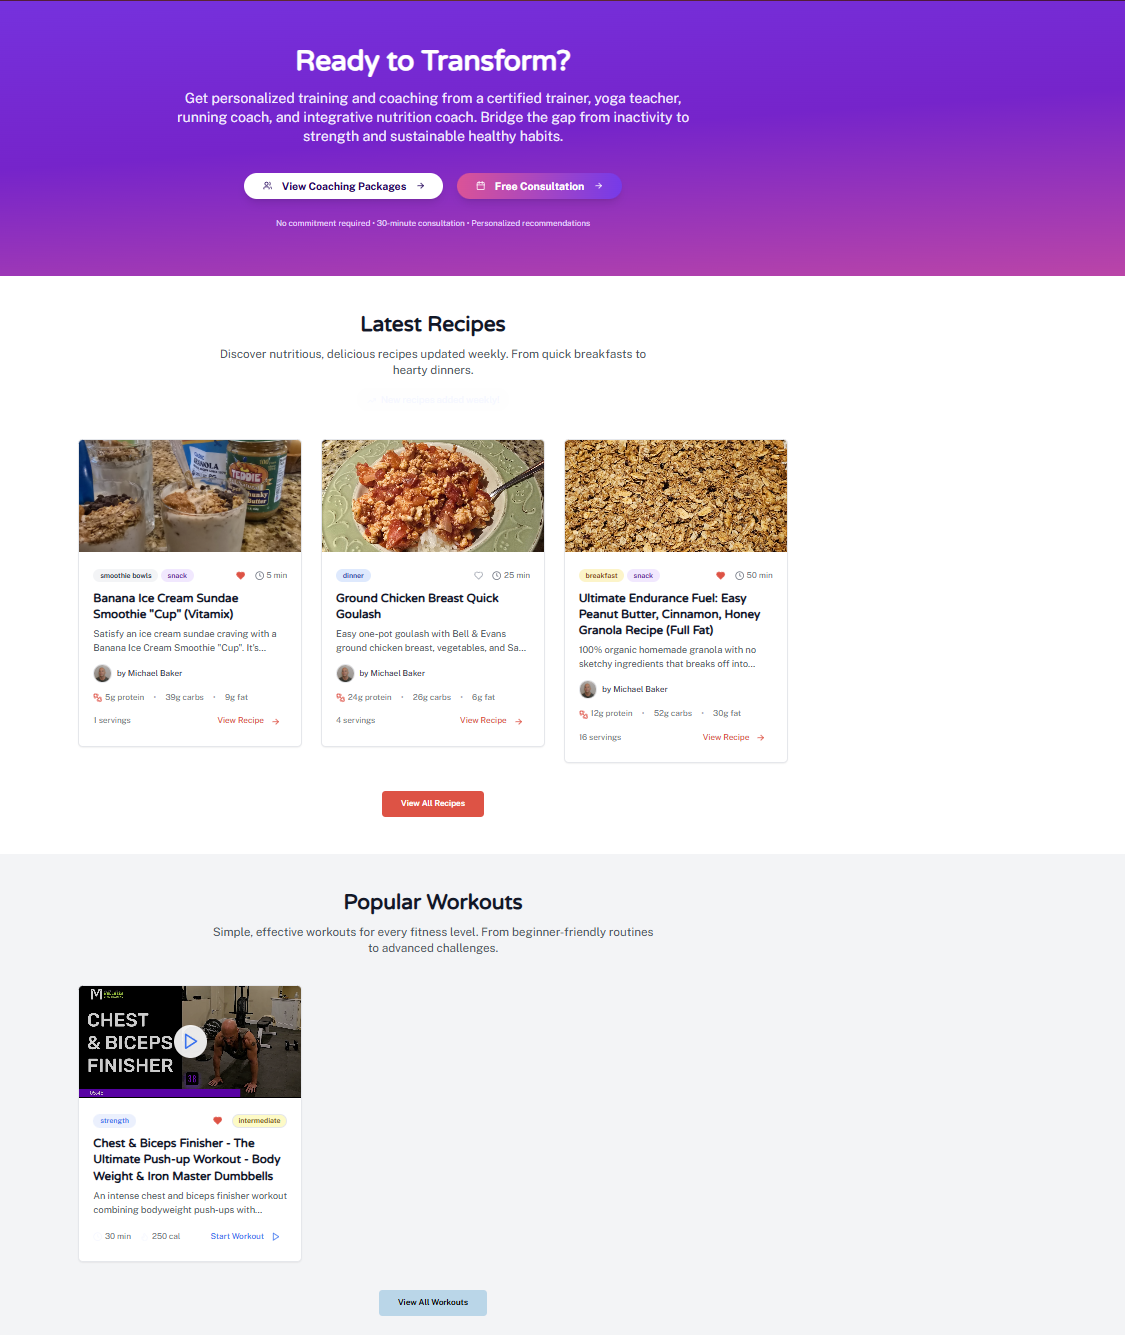 Ready to Transform?
Get personalized training and coaching from a certified trainer, yoga teacher,
running coach, and integrative nutrition coach. Bridge the gap from inactivity to
strength and sustainable healthy habits.
View Coaching Packages →
Free Consultation →
No commitment required • 30-minute consultation • Personalized recommendations
Latest Recipes
Discover nutritious, delicious recipes updated weekly. From quick breakfasts to
hearty dinners.
TEDDIE
smoothie bowls snack 5 min
Banana Ice Cream Sundae
Smoothie "Cup" (Vitamix)
Satisfy an ice cream sundae craving with a
Banana Ice Cream Smoothie "Cup". It's...
by Michael Baker
5g protein • 39g carbs • 9g fat
1 servings View Recipe →
dinner 25 min
Ground Chicken Breast Quick
Goulash
Easy one-pot goulash with Bell & Evans
ground chicken breast, vegetables, and Sa...
by Michael Baker
24g protein • 26g carbs • 6g fat
4 servings View Recipe →
breakfast snack 50 min
Ultimate Endurance Fuel: Easy
Peanut Butter, Cinnamon, Honey
Granola Recipe (Full Fat)
100% organic homemade granola with no
sketchy ingredients that breaks off into...
by Michael Baker
12g protein • 52g carbs • 30g fat
16 servings View Recipe →
View All Recipes
Popular Workouts
Simple, effective workouts for every fitness level. From beginner-friendly routines
to advanced challenges.
CHEST
& BICEPS
FINISHER
strength intermediate
Chest & Biceps Finisher - The
Ultimate Push-up Workout - Body
Weight & Iron Master Dumbbells
An intense chest and biceps finisher workout
combining bodyweight push-ups with...
30 min 250 cal Start Workout
View All Workouts